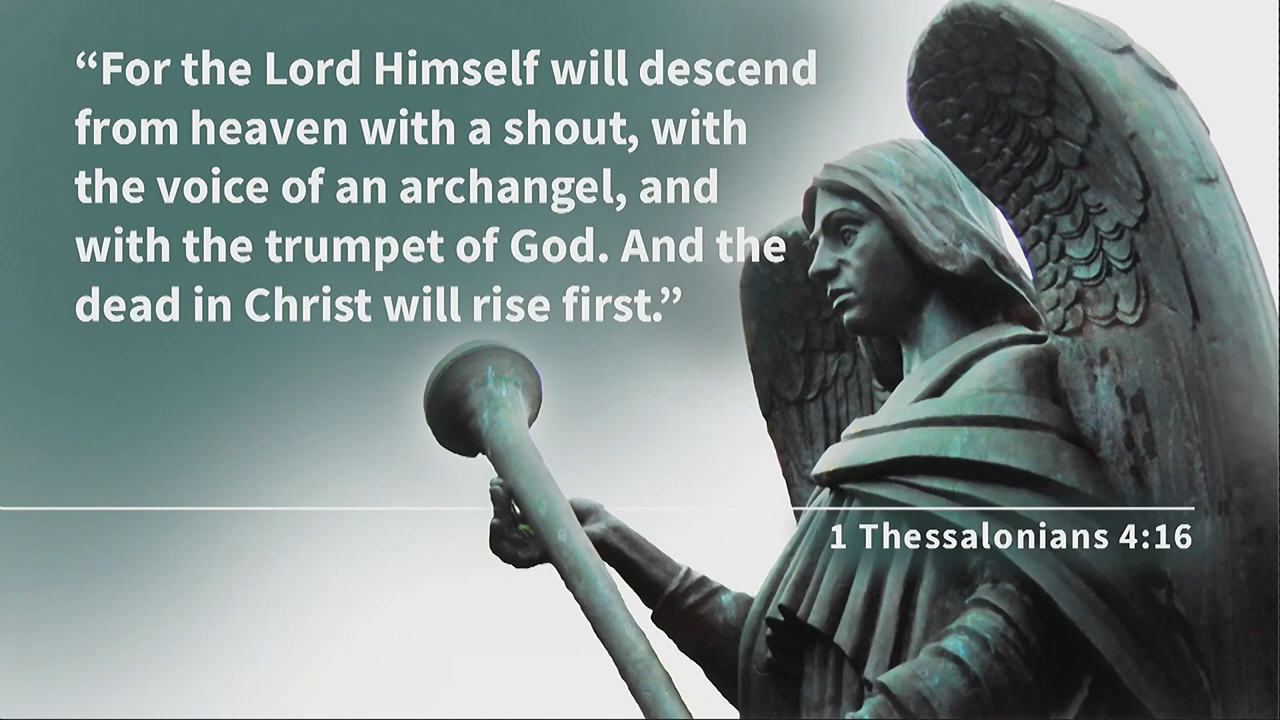 “For the Lord Himself will descend
from heaven with a shout, with
the voice of an archangel, and
with the trumpet of God. And the
dead in Christ will rise first.”
1 Thessalonians 4:16